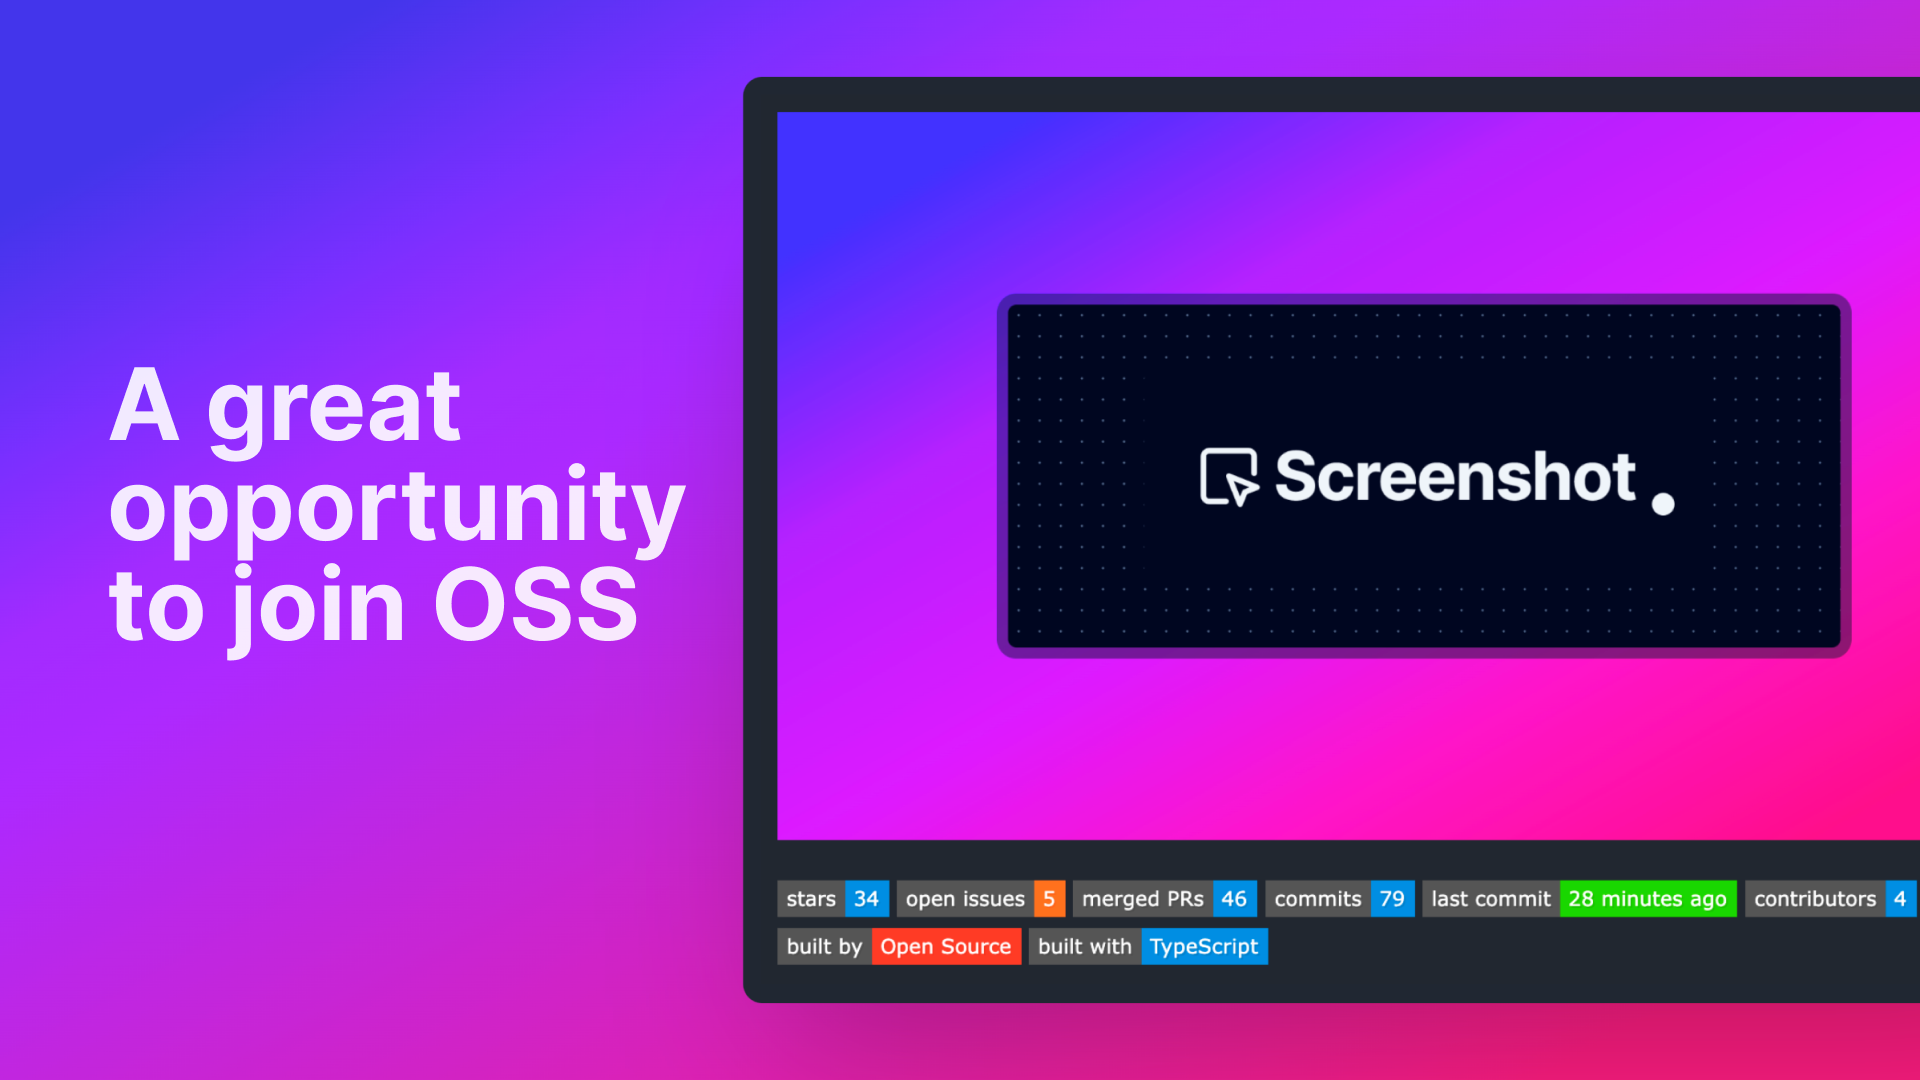 A great
opportunity
to join OSS
Screenshot.
stars 34 open issues 5 merged PRs 46 commits 79 last commit 28 minutes ago contributors 4
built by Open Source built with TypeScript